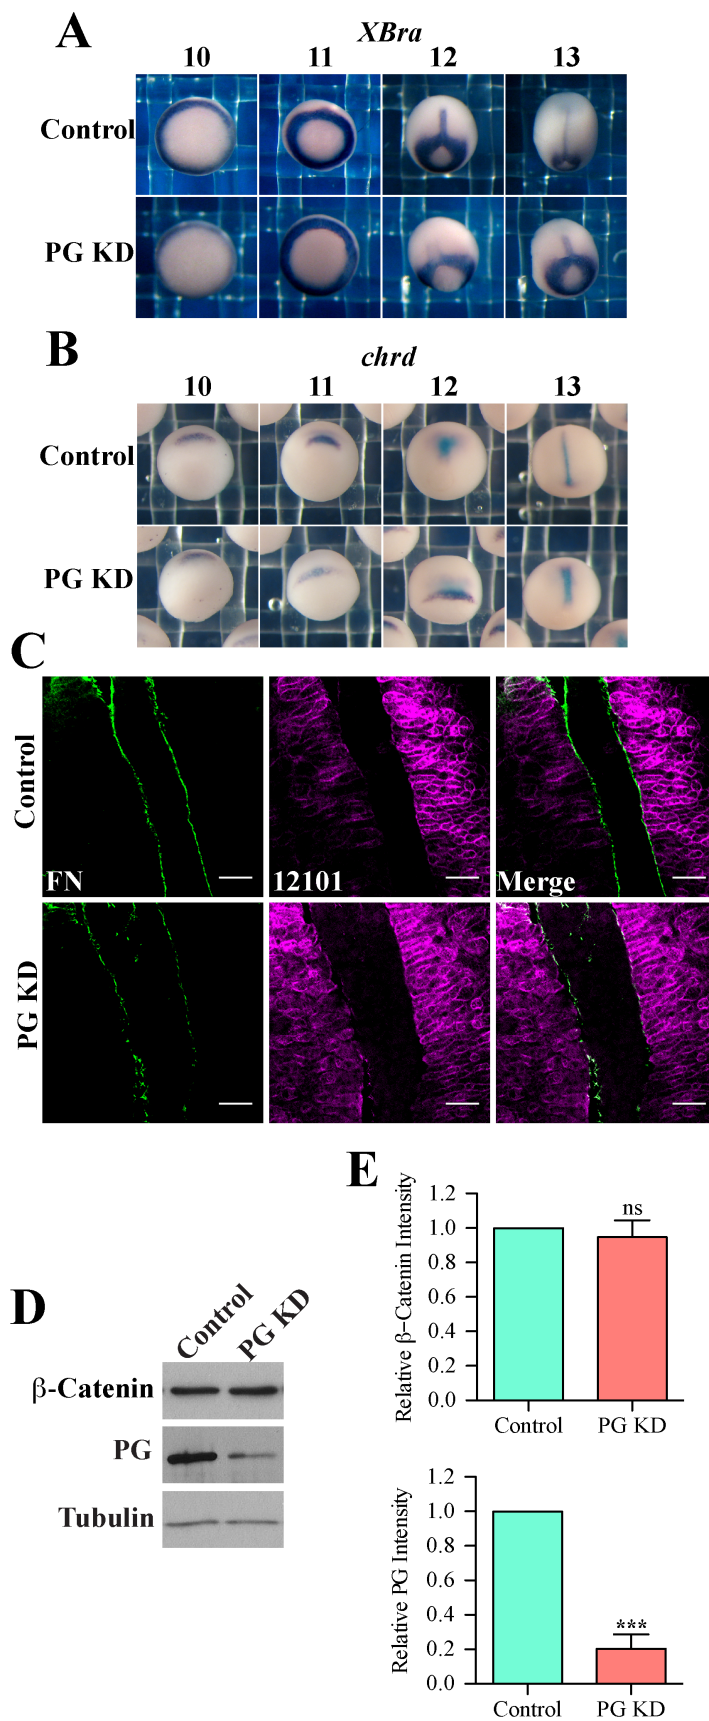 A
XBra
10 11 12 13
Control
PG KD
B
chrd
10 11 12 13
Control
PG KD
C
Control
FN 12101 Merge
PG KD
D
Control PG KD
β-Catenin
PG
Tubulin
E
Relative β−Catenin Intensity
1.2
1.0
0.8
0.6
0.4
0.2
0.0
ns
Control PG KD
Relative PG Intensity
1.2
1.0
0.8
0.6
0.4
0.2
0.0
***
Control PG KD